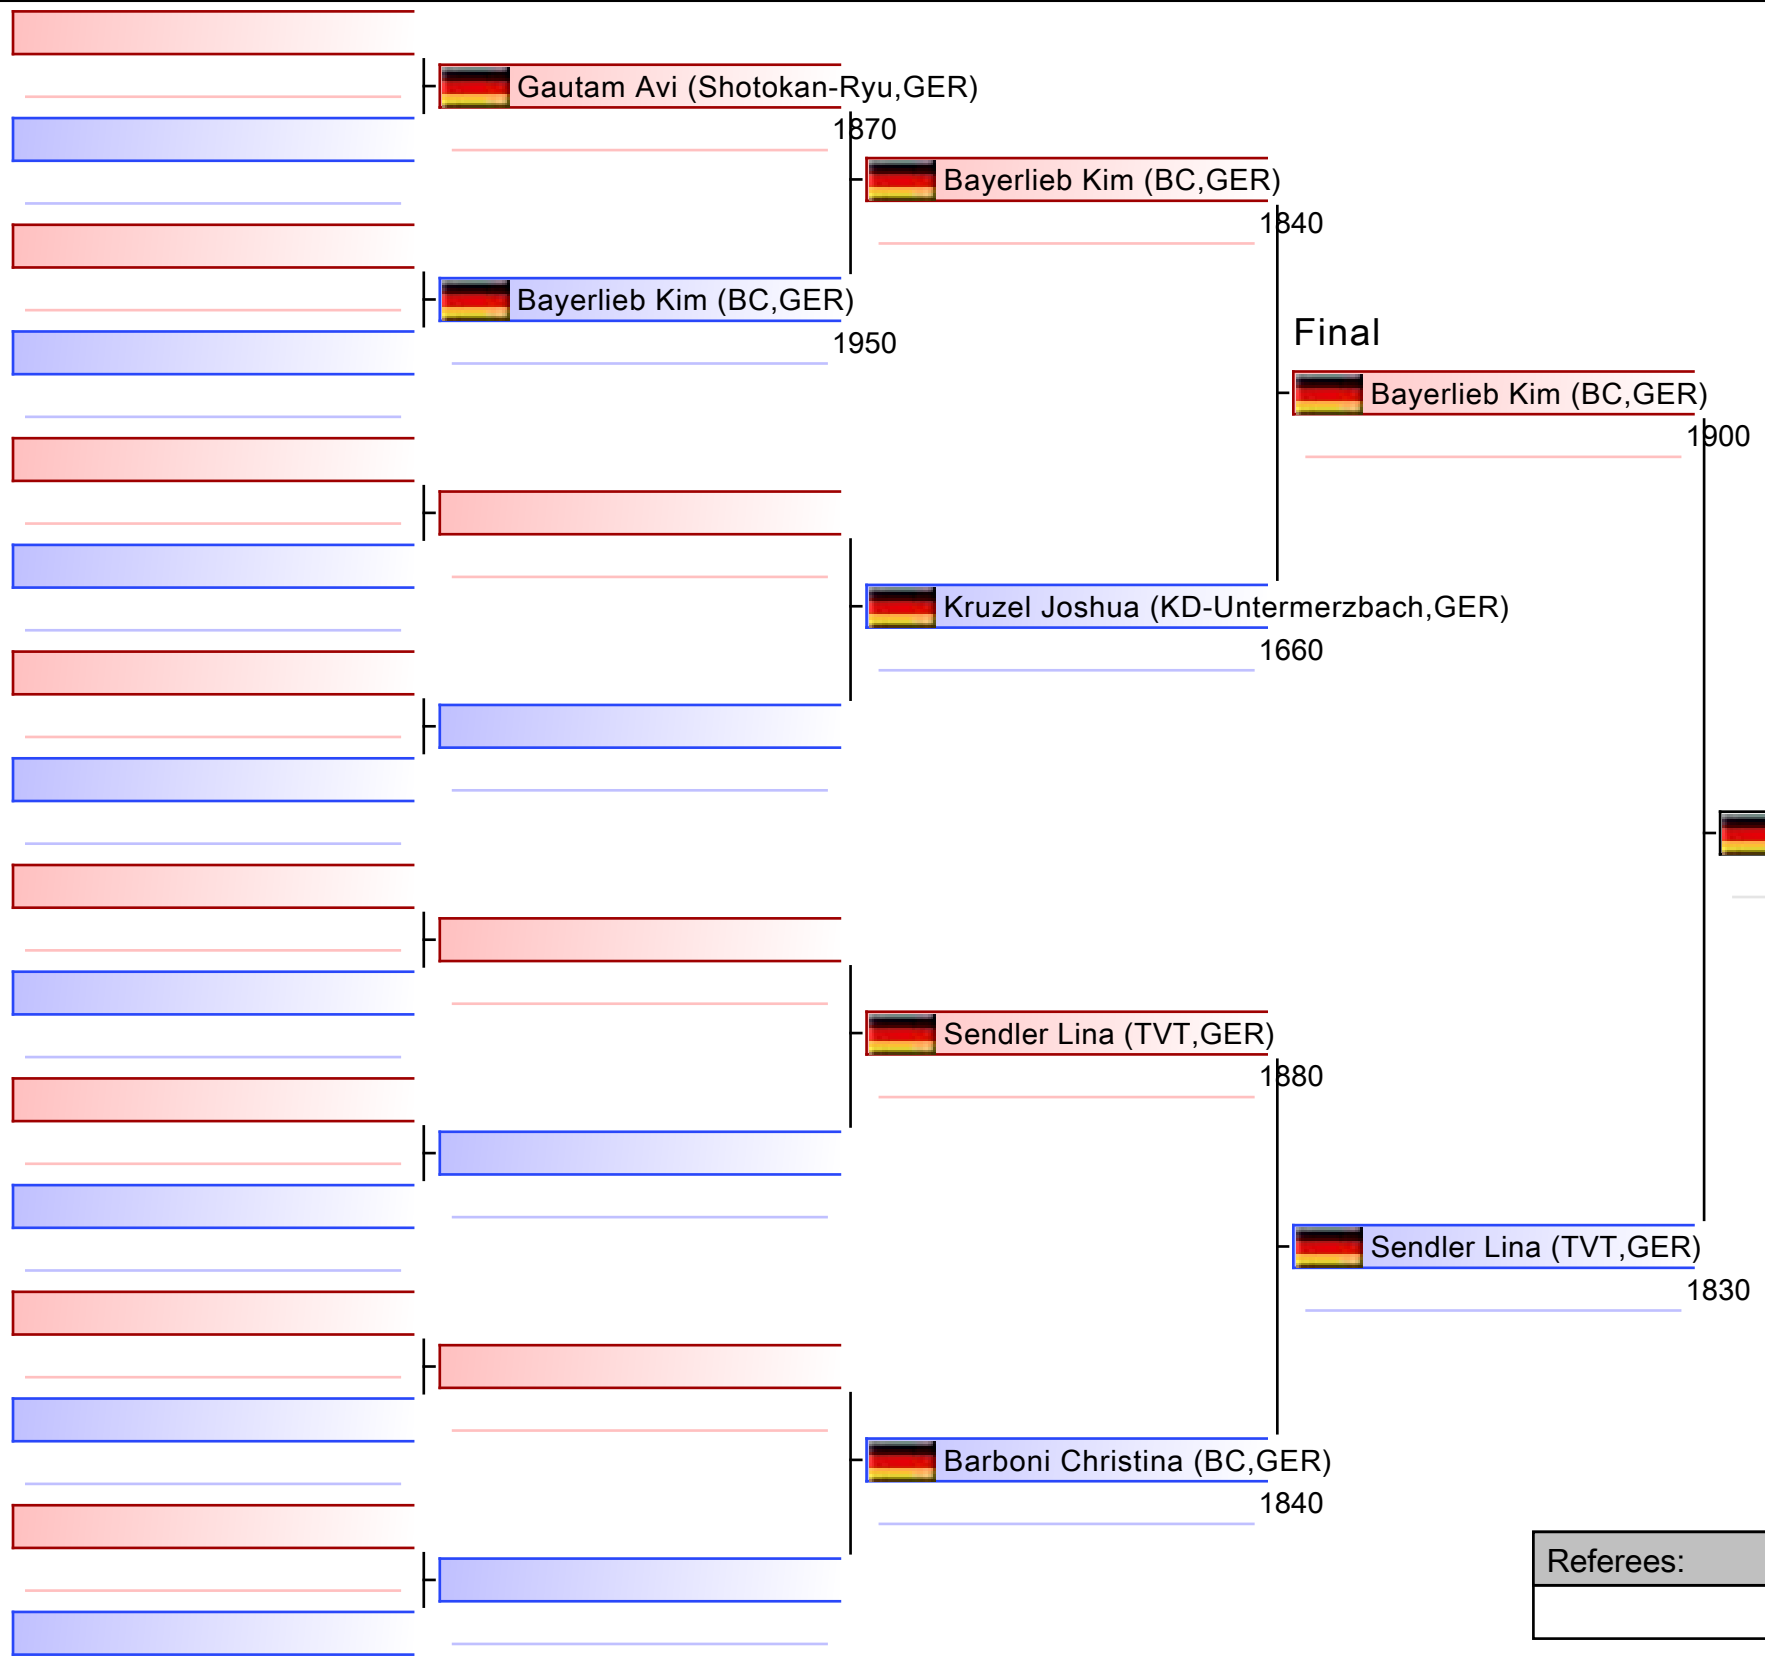 Gautam Avi (Shotokan-Ryu,GER)
1870
Bayerlieb Kim (BC,GER)
1840
Bayerlieb Kim (BC,GER)
1950
Final
Bayerlieb Kim (BC,GER)
1900
Kruzel Joshua (KD-Untermerzbach,GER)
1660
Sendler Lina (TVT,GER)
1880
Sendler Lina (TVT,GER)
1830
Barboni Christina (BC,GER)
1840
Referees: